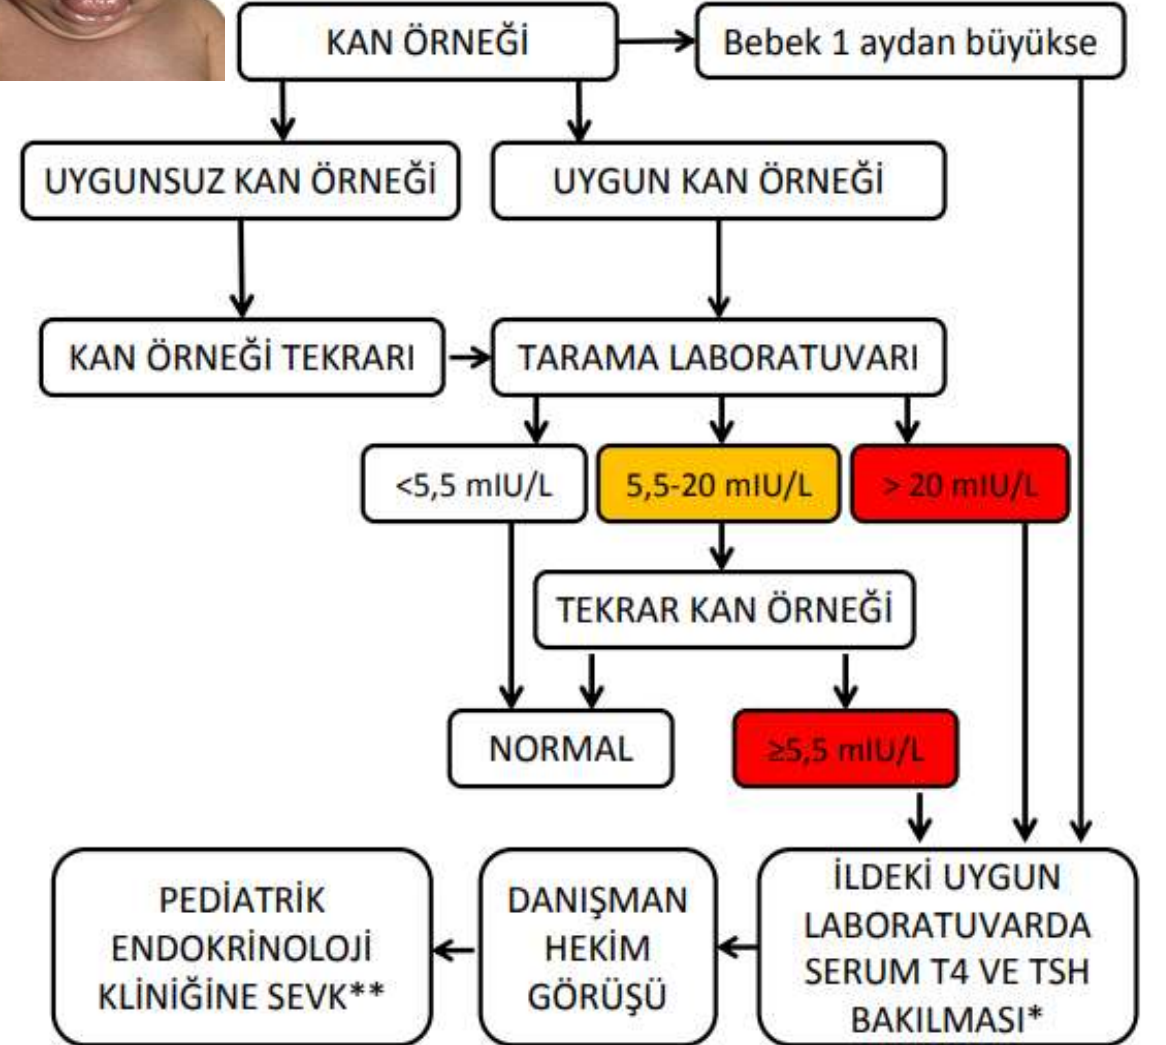 KAN ÖRNEĞİ
Bebek 1 aydan büyükse
UYGUNSUZ KAN ÖRNEĞİ
UYGUN KAN ÖRNEĞİ
KAN ÖRNEĞİ TEKRARI
TARAMA LABORATUVARI
<5,5 mIU/L
5,5-20 mIU/L
> 20 mIU/L
TEKRAR KAN ÖRNEĞİ
NORMAL
≥5,5 mIU/L
PEDİATRİK
ENDOKRİNOLOJİ
KLİNİĞİNE SEVK**
DANIŞMAN
HEKİM
GÖRÜŞÜ
İLDEKİ UYGUN
LABORATUVARDA
SERUM T4 VE TSH
BAKILMASI*